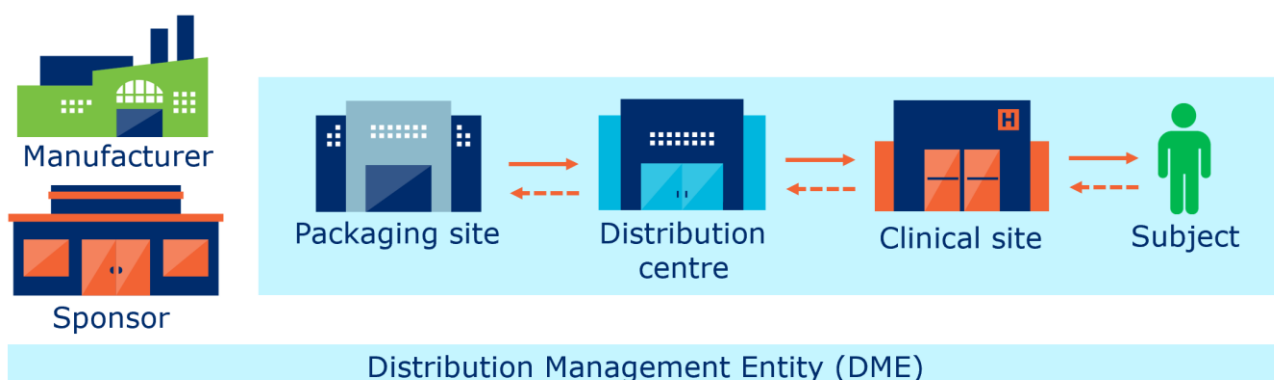 Manufacturer
Sponsor
H
Packaging site
Distribution
centre
Clinical site
Subject
Distribution Management Entity (DME)